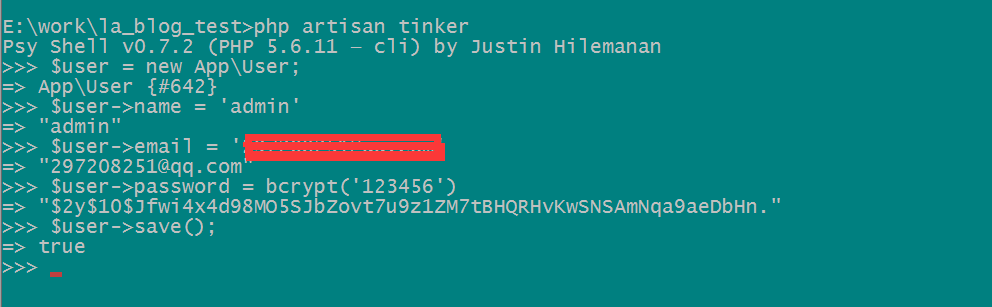 E:\work\la_blog_test>php artisan tinker
Psy Shell v0.7.2 (PHP 5.6.11 — cli) by Justin Hilemanan
>>> $user = new App\User;
=> App\User {#642}
>>> $user->name = 'admin'
=> "admin"
>>> $user->email = '
=> "297208251@qq.com"
>>> $user->password = bcrypt('123456')
=> "$2y$10$Jfwi4x4d98MO5SJbZovt7u9z1ZM7tBHQRHvKwSNSAmNqa9aeDbHn."
>>> $user->save();
=> true
>>>